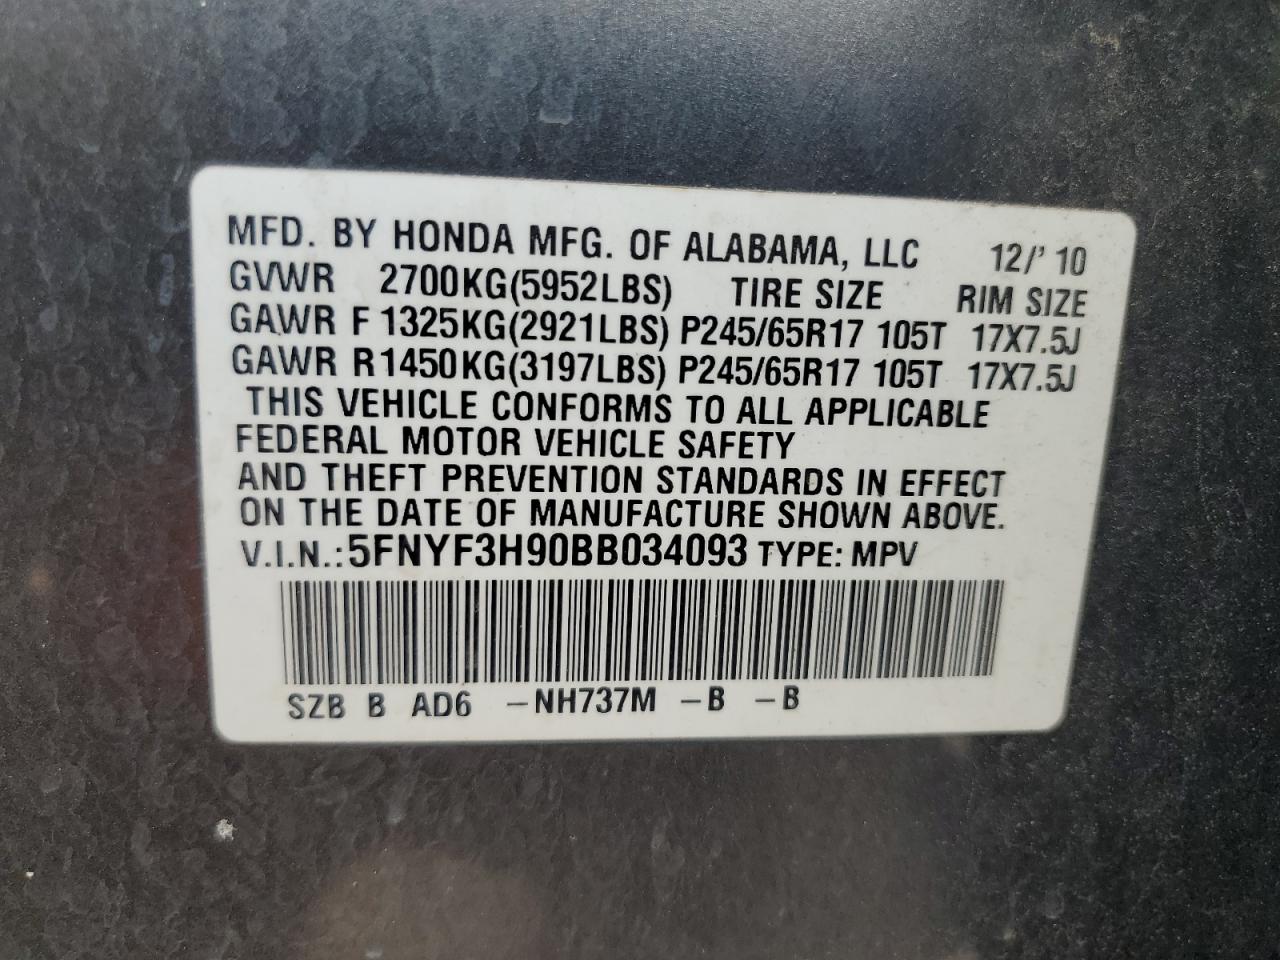 MFD. BY HONDA MFG. OF ALABAMA, LLC 12/' 10
GVWR 2700KG(5952LBS) TIRE SIZE RIM SIZE
GAWR F 1325KG(2921LBS) P245/65R17 105T 17X7.5J
GAWR R1450KG(3197LBS) P245/65R17 105T 17X7.5J
THIS VEHICLE CONFORMS TO ALL APPLICABLE
FEDERAL MOTOR VEHICLE SAFETY
AND THEFT PREVENTION STANDARDS IN EFFECT
ON THE DATE OF MANUFACTURE SHOWN ABOVE.
V.I.N.:5FNYF3H90BB034093 TYPE: MPV
SZB B AD6 -NH737M -B -B